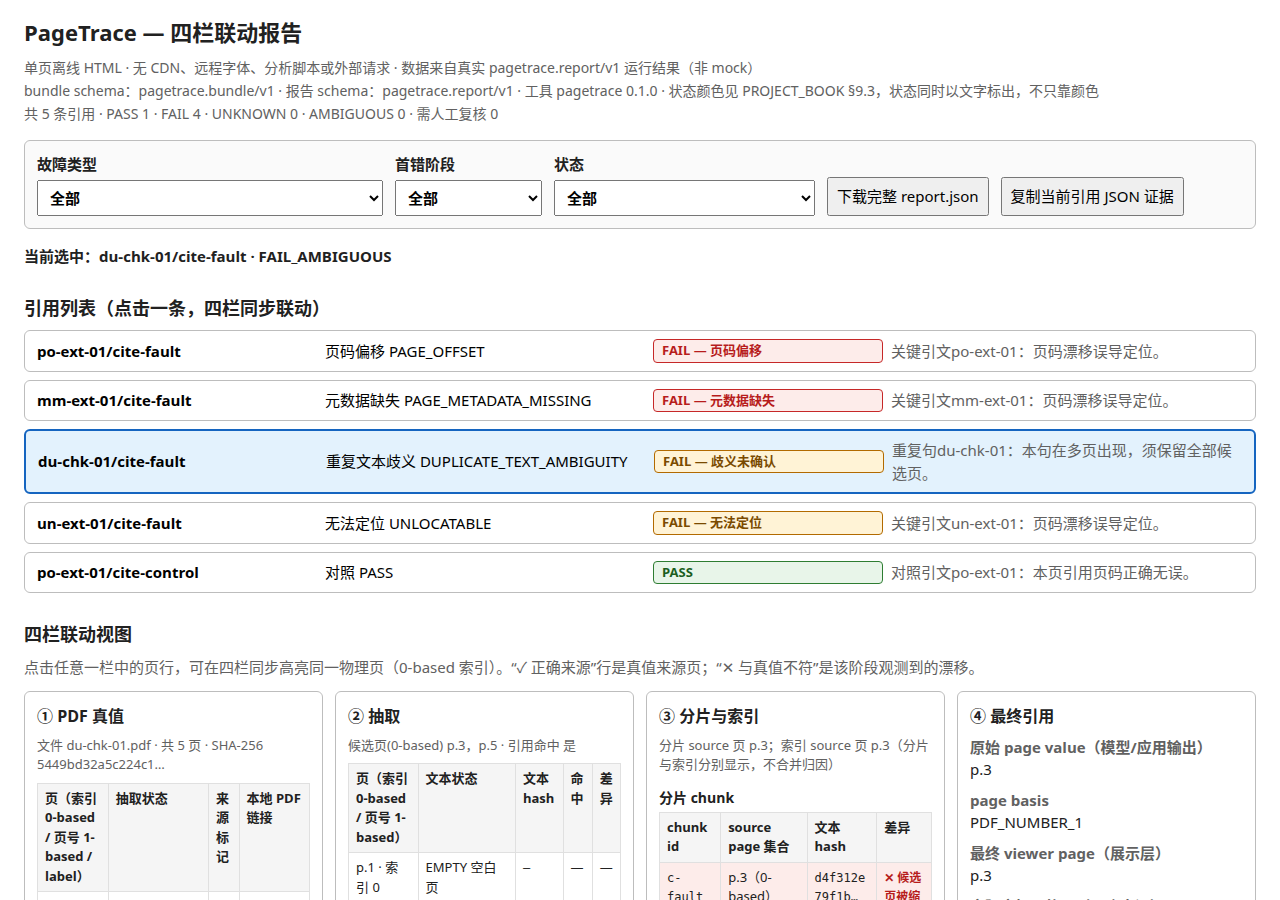 PageTrace — 四栏联动报告
单页离线 HTML · 无 CDN、远程字体、分析脚本或外部请求 · 数据来自真实 pagetrace.report/v1 运行结果（非 mock）
bundle schema：pagetrace.bundle/v1 · 报告 schema：pagetrace.report/v1 · 工具 pagetrace 0.1.0 · 状态颜色见 PROJECT_BOOK §9.3，状态同时以文字标出，不只靠颜色
共 5 条引用 · PASS 1 · FAIL 4 · UNKNOWN 0 · AMBIGUOUS 0 · 需人工复核 0
故障类型 首错阶段 状态
全部 全部 全部 下载完整 report.json 复制当前引用 JSON 证据
当前选中：du-chk-01/cite-fault · FAIL_AMBIGUOUS
引用列表（点击一条，四栏同步联动）
po-ext-01/cite-fault 页码偏移 PAGE_OFFSET FAIL — 页码偏移 关键引文po-ext-01：页码漂移误导定位。
mm-ext-01/cite-fault 元数据缺失 PAGE_METADATA_MISSING FAIL — 元数据缺失 关键引文mm-ext-01：页码漂移误导定位。
du-chk-01/cite-fault 重复文本歧义 DUPLICATE_TEXT_AMBIGUITY FAIL — 歧义未确认 重复句du-chk-01：本句在多页出现，须保留全部候
选页。
un-ext-01/cite-fault 无法定位 UNLOCATABLE FAIL — 无法定位 关键引文un-ext-01：页码漂移误导定位。
po-ext-01/cite-control 对照 PASS PASS 对照引文po-ext-01：本页引用页码正确无误。
四栏联动视图
点击任意一栏中的页行，可在四栏同步高亮同一物理页（0-based 索引）。“✓ 正确来源”行是真值来源页；“✕ 与真值不符”是该阶段观测到的漂移。
① PDF 真值
文件 du-chk-01.pdf · 共 5 页 · SHA-256
5449bd32a5c224c1…
页（索引
0-based
/ 页号 1-
based /
label）
抽取状态
来
源
标
记
本地 PDF
链接
② 抽取
候选页(0-based) p.3，p.5 · 引用命中 是
页（索引
0-based
/ 页号 1-
based）
文本状态
文本
hash
命
中
差
异
p.1 · 索
引 0
EMPTY 空白
页
–
—
—
③ 分片与索引
分片 source 页 p.3；索引 source 页 p.3（分片
与索引分别显示，不合并归因）
分片 chunk
chunk
id
source
page 集合
文本
hash
差异
c-
fault
p.3（0-
based）
d4f312e
79f1b…
✕ 候选
页被缩
④ 最终引用
原始 page value（模型/应用输出）
p.3
page basis
PDF_NUMBER_1
最终 viewer page（展示层）
p.3